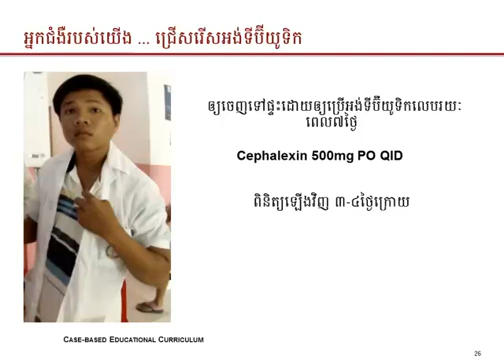 អ្នកជំងឺរបស់យើង ... ជ្រើសរើសអង់ទីប៊ីយូទិក
ឲ្យចេញទៅផ្ទះដោយឲ្យប្រើអង់ទីប៊ីយូទិកលេបរយៈ
ពេល៧ថ្ងៃ
Cephalexin 500mg PO QID
ពិនិត្យឡើងវិញ ៣-៤ថ្ងៃក្រោយ
CASE-BASED EDUCATIONAL CURRICULUM
26